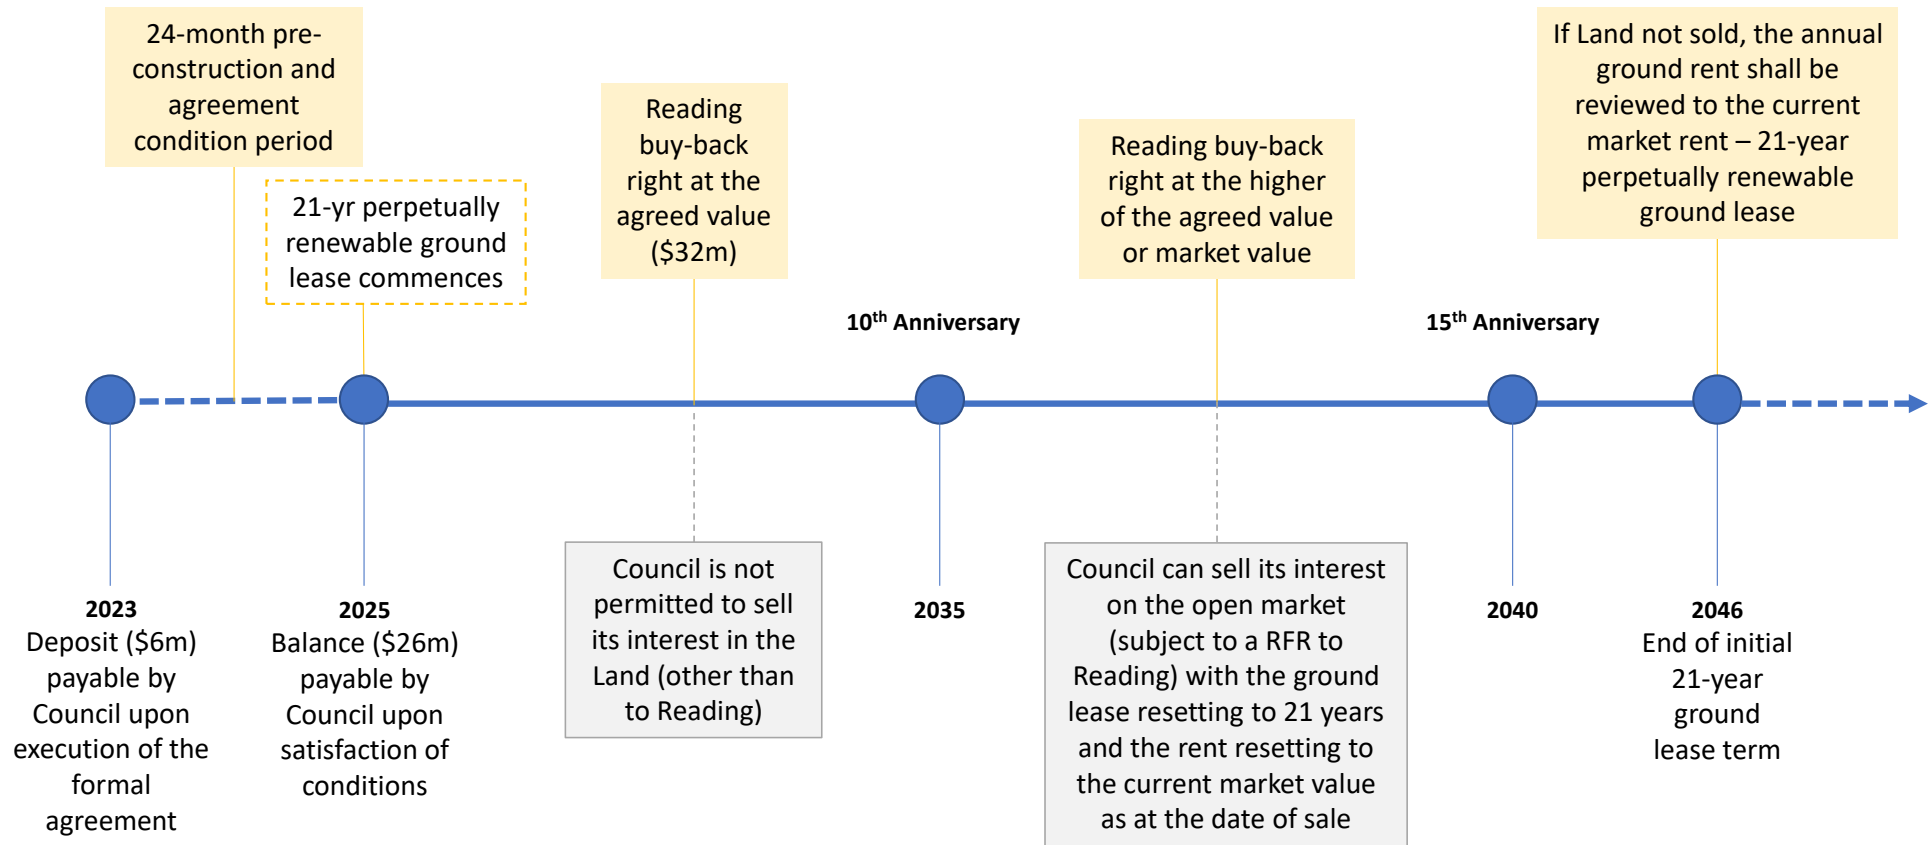 24-month pre-
construction and
agreement
condition period
21-yr perpetually
renewable ground
lease commences
Reading
buy-back
right at the
agreed value
($32m)
Reading buy-back
right at the higher
of the agreed value
or market value
If Land not sold, the annual
ground rent shall be
reviewed to the current
market rent – 21-year
perpetually renewable
ground lease
10th Anniversary
15th Anniversary
2023
Deposit ($6m)
payable by
Council upon
execution of the
formal
agreement
2025
Balance ($26m)
payable by
Council upon
satisfaction of
conditions
Council is not
permitted to sell
its interest in the
Land (other than
to Reading)
2035
Council can sell its interest
on the open market
(subject to a RFR to
Reading) with the ground
lease resetting to 21 years
and the rent resetting to
the current market value
as at the date of sale
2040
2046
End of initial
21-year
ground
lease term